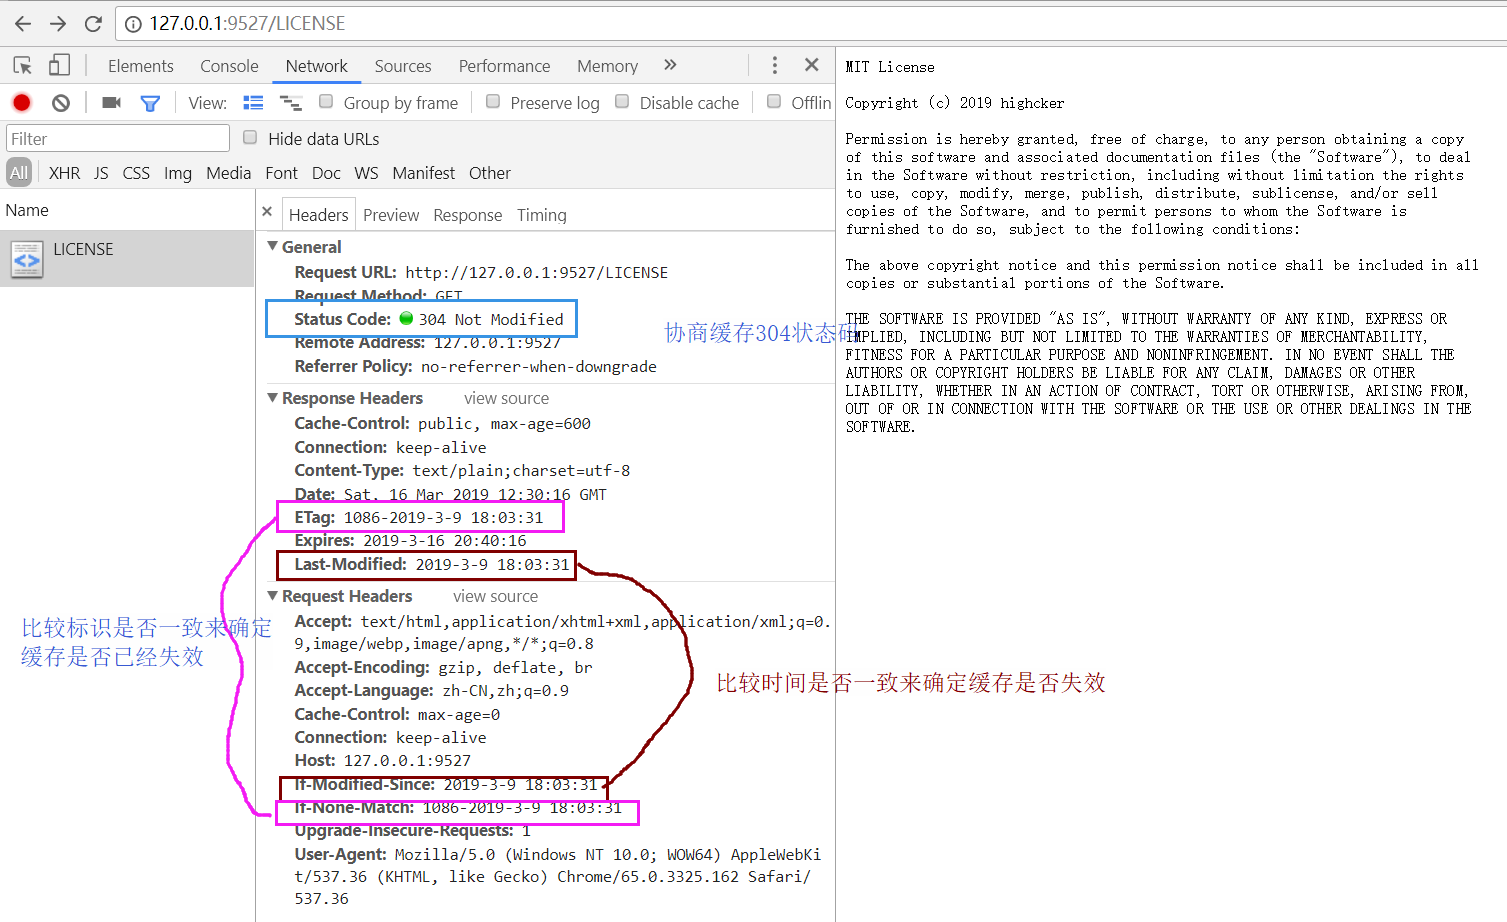 127.0.0.1:9527/LICENSE
Elements Console Network Sources Performance Memory »
View: Group by frame Preserve log Disable cache Offlin
Filter Hide data URLs
All XHR JS CSS Img Media Font Doc WS Manifest Other
Name
LICENSE
× Headers Preview Response Timing
General
Request URL: http://127.0.0.1:9527/LICENSE
Request Method: GET
Status Code: 304 Not Modified
Remote Address: 127.0.0.1:9527
Referrer Policy: no-referrer-when-downgrade
协商缓存304状态码
Response Headers view source
Cache-Control: public, max-age=600
Connection: keep-alive
Content-Type: text/plain;charset=utf-8
Date: Sat, 16 Mar 2019 12:30:16 GMT
ETag: 1086-2019-3-9 18:03:31
Expires: 2019-3-16 20:40:16
Last-Modified: 2019-3-9 18:03:31
Request Headers view source
Accept: text/html,application/xhtml+xml,application/xml;q=0.
9,image/webp,image/apng,*/*;q=0.8
Accept-Encoding: gzip, deflate, br
Accept-Language: zh-CN,zh;q=0.9
Cache-Control: max-age=0
Connection: keep-alive
Host: 127.0.0.1:9527
If-Modified-Since: 2019-3-9 18:03:31
If-None-Match: 1086-2019-3-9 18:03:31
Upgrade-Insecure-Requests: 1
User-Agent: Mozilla/5.0 (Windows NT 10.0; WOW64) AppleWebKi
t/537.36 (KHTML, like Gecko) Chrome/65.0.3325.162 Safari/
537.36
比较标识是否一致来确定
缓存是否已经失效
比较时间是否一致来确定缓存是否失效
MIT License
Copyright (c) 2019 highcker
Permission is hereby granted, free of charge, to any person obtaining a copy
of this software and associated documentation files (the "Software"), to deal
in the Software without restriction, including without limitation the rights
to use, copy, modify, merge, publish, distribute, sublicense, and/or sell
copies of the Software, and to permit persons to whom the Software is
furnished to do so, subject to the following conditions:
The above copyright notice and this permission notice shall be included in all
copies or substantial portions of the Software.
THE SOFTWARE IS PROVIDED "AS IS", WITHOUT WARRANTY OF ANY KIND, EXPRESS OR
IMPLIED, INCLUDING BUT NOT LIMITED TO THE WARRANTIES OF MERCHANTABILITY,
FITNESS FOR A PARTICULAR PURPOSE AND NONINFRINGEMENT. IN NO EVENT SHALL THE
AUTHORS OR COPYRIGHT HOLDERS BE LIABLE FOR ANY CLAIM, DAMAGES OR OTHER
LIABILITY, WHETHER IN AN ACTION OF CONTRACT, TORT OR OTHERWISE, ARISING FROM,
OUT OF OR IN CONNECTION WITH THE SOFTWARE OR THE USE OR OTHER DEALINGS IN THE
SOFTWARE.